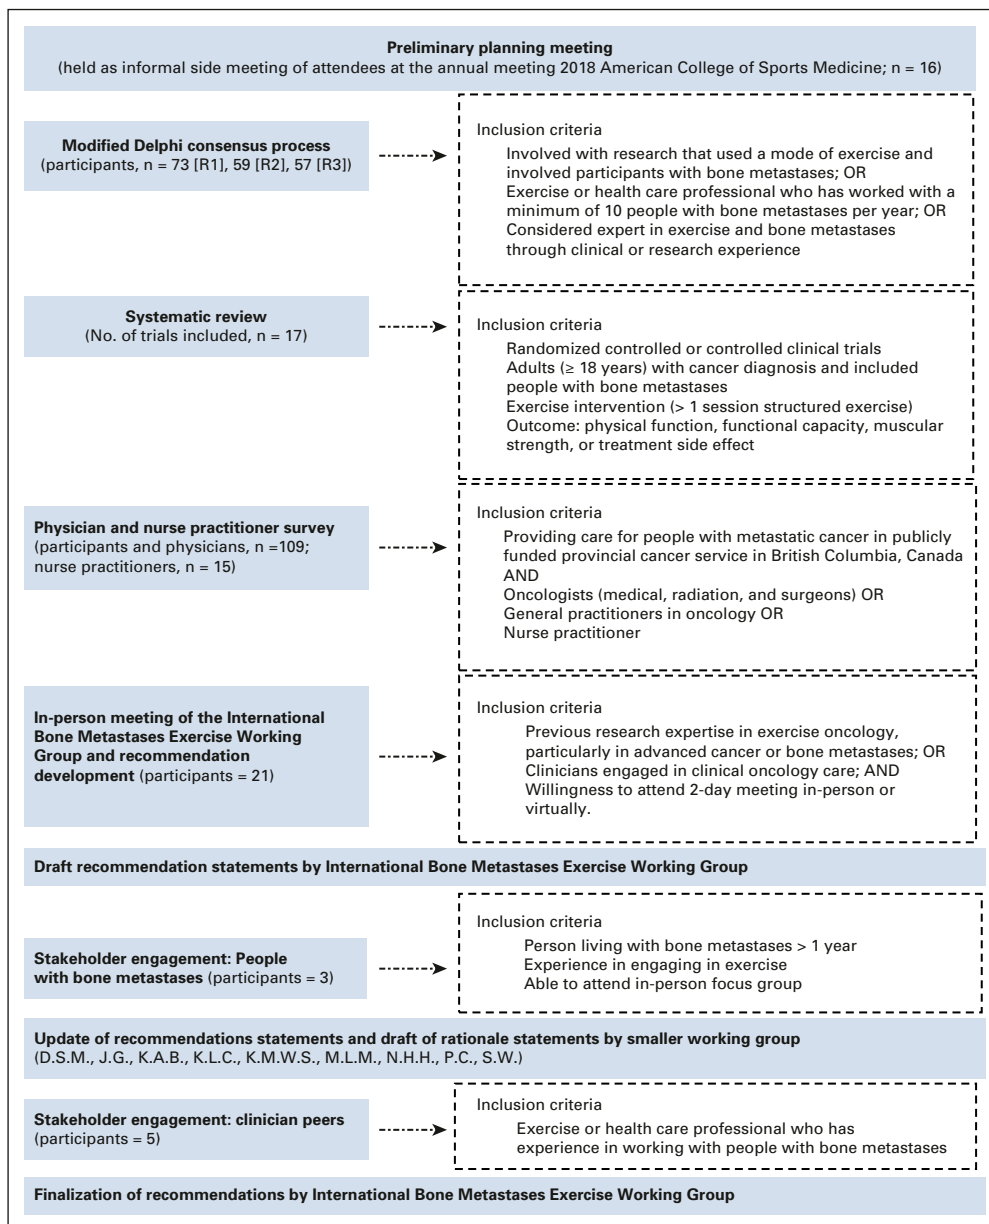 Preliminary planning meeting
(held as informal side meeting of attendees at the annual meeting 2018 American College of Sports Medicine; n = 16)
Modified Delphi consensus process
(participants, n = 73 [R1], 59 [R2], 57 [R3])
Inclusion criteria
Involved with research that used a mode of exercise and
involved participants with bone metastases; OR
Exercise or health care professional who has worked with a
minimum of 10 people with bone metastases per year; OR
Considered expert in exercise and bone metastases
through clinical or research experience
Systematic review
(No. of trials included, n = 17)
Inclusion criteria
Randomized controlled or controlled clinical trials
Adults (≥ 18 years) with cancer diagnosis and included
people with bone metastases
Exercise intervention (> 1 session structured exercise)
Outcome: physical function, functional capacity, muscular
strength, or treatment side effect
Physician and nurse practitioner survey
(participants and physicians, n =109;
nurse practitioners, n = 15)
Inclusion criteria
Providing care for people with metastatic cancer in publicly
funded provincial cancer service in British Columbia, Canada
AND
Oncologists (medical, radiation, and surgeons) OR
General practitioners in oncology OR
Nurse practitioner
In-person meeting of the International
Bone Metastases Exercise Working
Group and recommendation
development (participants = 21)
Inclusion criteria
Previous research expertise in exercise oncology,
particularly in advanced cancer or bone metastases; OR
Clinicians engaged in clinical oncology care; AND
Willingness to attend 2-day meeting in-person or
virtually.
Draft recommendation statements by International Bone Metastases Exercise Working Group
Stakeholder engagement: People
with bone metastases (participants = 3)
Inclusion criteria
Person living with bone metastases > 1 year
Experience in engaging in exercise
Able to attend in-person focus group
Update of recommendations statements and draft of rationale statements by smaller working group
(D.S.M., J.G., K.A.B., K.L.C., K.M.W.S., M.L.M., N.H.H., P.C., S.W.)
Stakeholder engagement: clinician peers
(participants = 5)
Inclusion criteria
Exercise or health care professional who has
experience in working with people with bone metastases
Finalization of recommendations by International Bone Metastases Exercise Working Group